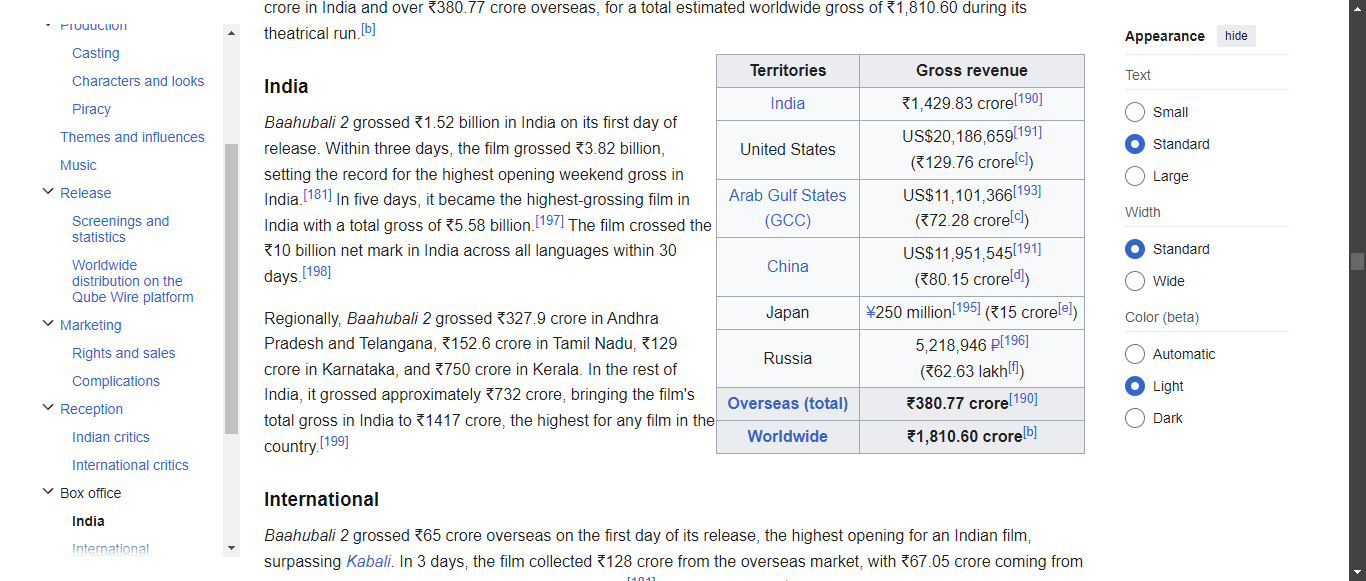 Production
Casting
Characters and looks
Piracy
Themes and influences
Music
Release
Screenings and
statistics
Worldwide
distribution on the
Qube Wire platform
Marketing
Rights and sales
Complications
Reception
Indian critics
International critics
Box office
India
International
crore in India and over ₹380.77 crore overseas, for a total estimated worldwide gross of ₹1,810.60 during its
theatrical run.[b]
India
Baahubali 2 grossed ₹1.52 billion in India on its first day of
release. Within three days, the film grossed ₹3.82 billion,
setting the record for the highest opening weekend gross in
India.[181] In five days, it became the highest-grossing film in
India with a total gross of ₹5.58 billion.[197] The film crossed the
₹10 billion net mark in India across all languages within 30
days.[198]
Regionally, Baahubali 2 grossed ₹327.9 crore in Andhra
Pradesh and Telangana, ₹152.6 crore in Tamil Nadu, ₹129
crore in Karnataka, and ₹750 crore in Kerala. In the rest of
India, it grossed approximately ₹732 crore, bringing the film's
total gross in India to ₹1417 crore, the highest for any film in the
country.[199]
Territories Gross revenue
India ₹1,429.83 crore[190]
United States US$20,186,659[191]
(₹129.76 crore[c])
Arab Gulf States US$11,101,366[193]
(GCC) (₹72.28 crore[c])
China US$11,951,545[191]
(₹80.15 crore[d])
Japan ¥250 million[195] (₹15 crore[e])
Russia 5,218,946 ₽[196]
(₹62.63 lakh[f])
Overseas (total) ₹380.77 crore[190]
Worldwide ₹1,810.60 crore[b]
International
Baahubali 2 grossed ₹65 crore overseas on the first day of its release, the highest opening for an Indian film,
surpassing Kabali. In 3 days, the film collected ₹128 crore from the overseas market, with ₹67.05 crore coming from
[181]
Appearance hide
Text
Small
Standard
Large
Width
Standard
Wide
Color (beta)
Automatic
Light
Dark